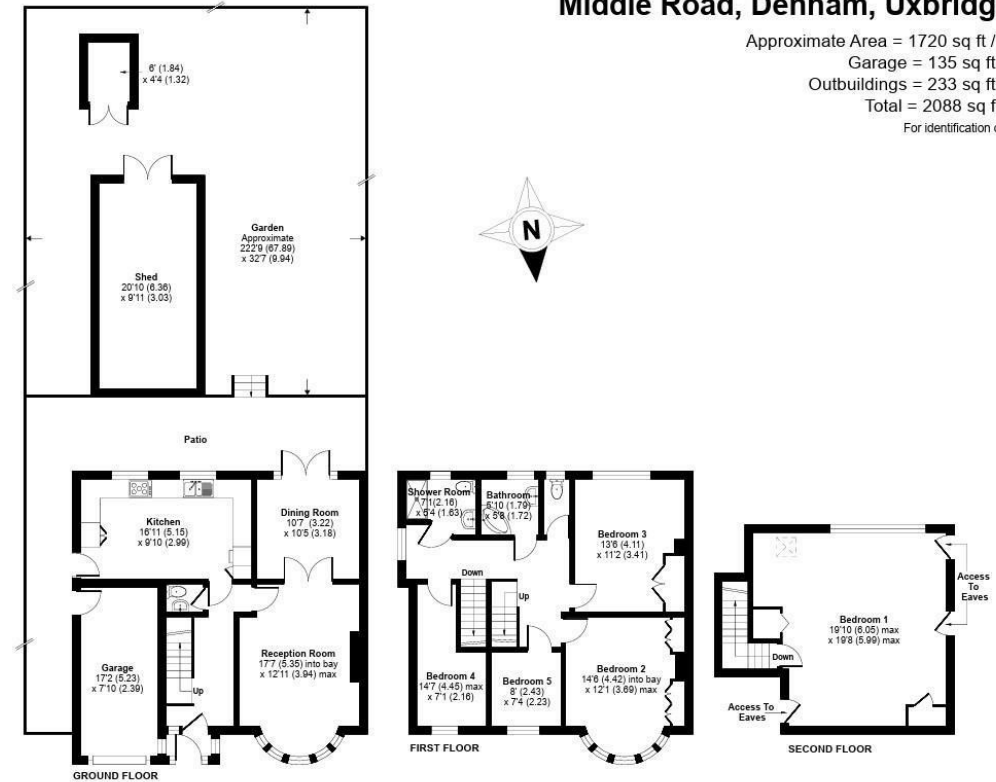 Middle Road, Denham, Uxbridg
Approximate Area = 1720 sq ft /
Garage = 135 sq ft
Outbuildings = 233 sq ft
Total = 2088 sq f
For identification o
6' (1.84)
x 4'4 (1.32)
N
Garden
Approximate
222'9 (67.89)
x 32'7 (9.94)
Shed
20'10 (6.36)
x 9'11 (3.03)
Patio
Kitchen
16'11 (5.15)
x 9'10 (2.99)
Dining Room
10'7 (3.22)
x 10'5 (3.18)
Garage
17'2 (5.23)
x 7'10 (2.39)
Up
Reception Room
17'7 (5.35) into bay
x 12'11 (3.94) max
GROUND FLOOR
Shower Room
7'1(2.16)
x 5'4 (1.63)
Bathroom
5'10 (1.79)
x 5'8 (1.72)
Bedroom 3
13'6 (4.11)
x 11'2 (3.41)
Down
Up
Bedroom 4
14'7 (4.45) max
x 7'1 (2.16)
Bedroom 5
8' (2.43)
x 7'4 (2.23)
Bedroom 2
14'6 (4.42) into bay
x 12'1 (3.69) max
FIRST FLOOR
Access
To
Eaves
Bedroom 1
19'10 (6.05) max
x 19'8 (5.99) max
Down
Access To
Eaves
SECOND FLOOR